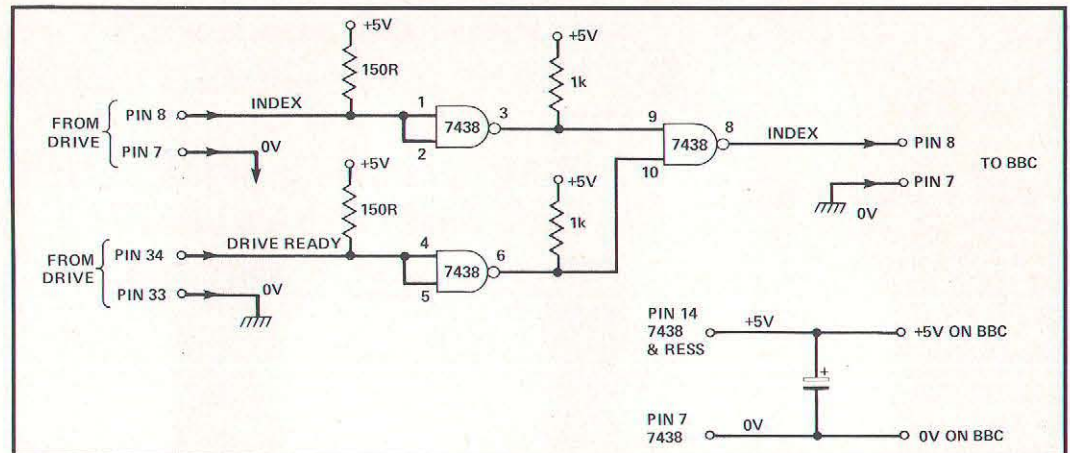 +5V
150R
+5V
1k
FROM DRIVE
PIN 8
INDEX
1
2
7438
3
PIN 7
0V
9
10
7438
8
INDEX
PIN 8
TO BBC
PIN 7
0V
+5V
150R
+5V
1k
FROM DRIVE
PIN 34
DRIVE READY
4
5
7438
6
PIN 33
0V
PIN 14
7438
& RESS
+5V
+
+5V ON BBC
PIN 7
7438
0V
0V ON BBC